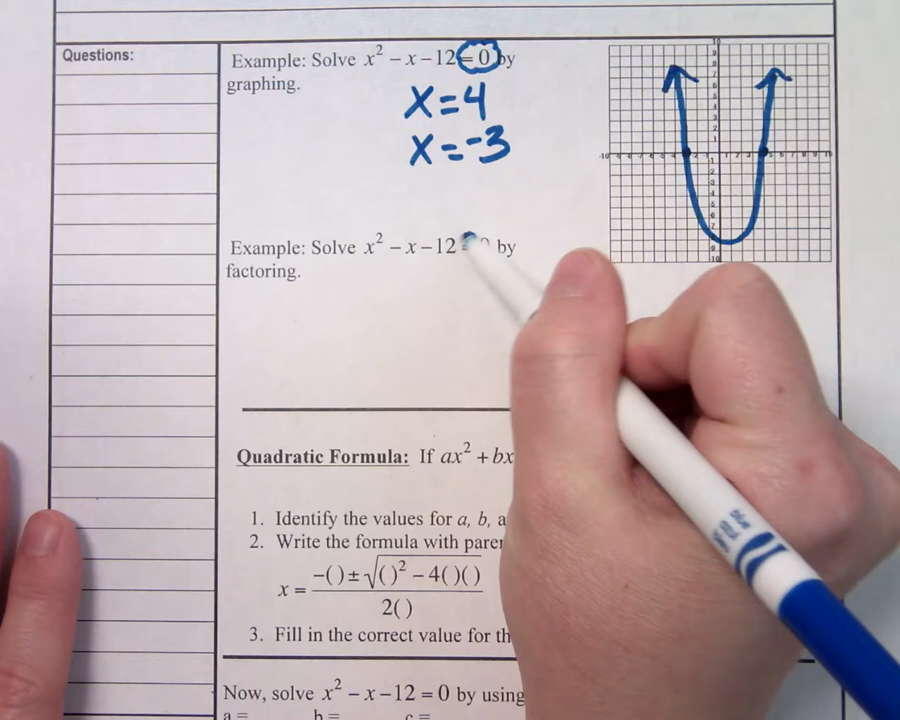 Questions:
Example: Solve x² − x − 12 = 0 by
graphing.
x = 4
x = -3
Example: Solve x² − x − 12 = 0 by
factoring.
Quadratic Formula: If ax² + bx
1. Identify the values for a, b, a
2. Write the formula with paren
x = −( ) ± √( )² − 4( )( )
2( )
3. Fill in the correct value for th
Now, solve x² − x − 12 = 0 by using
a = b = c =